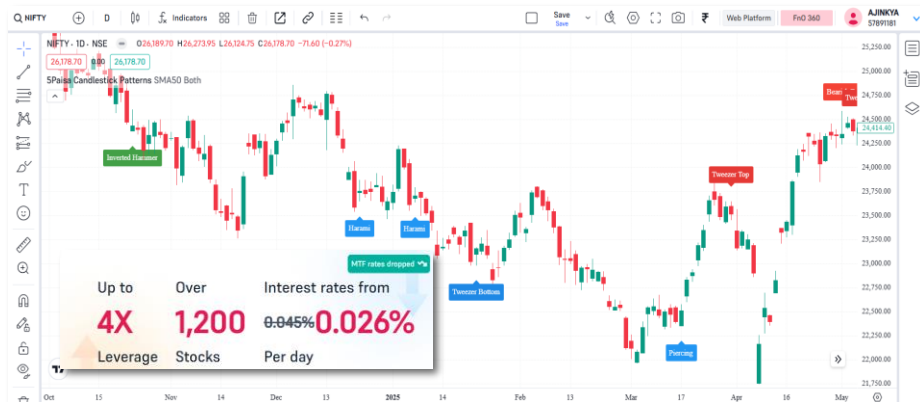 NIFTY
D
Indicators
Save
Save
₹
Web Platform
FnO 360
AJINKYA
57891181
NIFTY · 1D · NSE
O26,189.70 H26,273.95 L26,124.75 C26,178.70 −71.60 (−0.27%)
26,178.70
0.00
26,178.70
5Paisa Candlestick Patterns SMA50 Both
Inverted Hammer
Harami
Harami
Tweezer Bottom
Piercing
Tweezer Top
MTF rates dropped
Up to
4X
Leverage
Over
1,200
Stocks
Interest rates from
0.045% 0.026%
Per day
25,250.00
25,000.00
24,750.00
24,500.00
24,414.40
24,250.00
24,000.00
23,750.00
23,500.00
23,250.00
23,000.00
22,750.00
22,500.00
22,250.00
22,000.00
21,750.00
Oct
15
Nov
14
Dec
13
2025
14
Feb
13
Mar
17
Apr
16
May